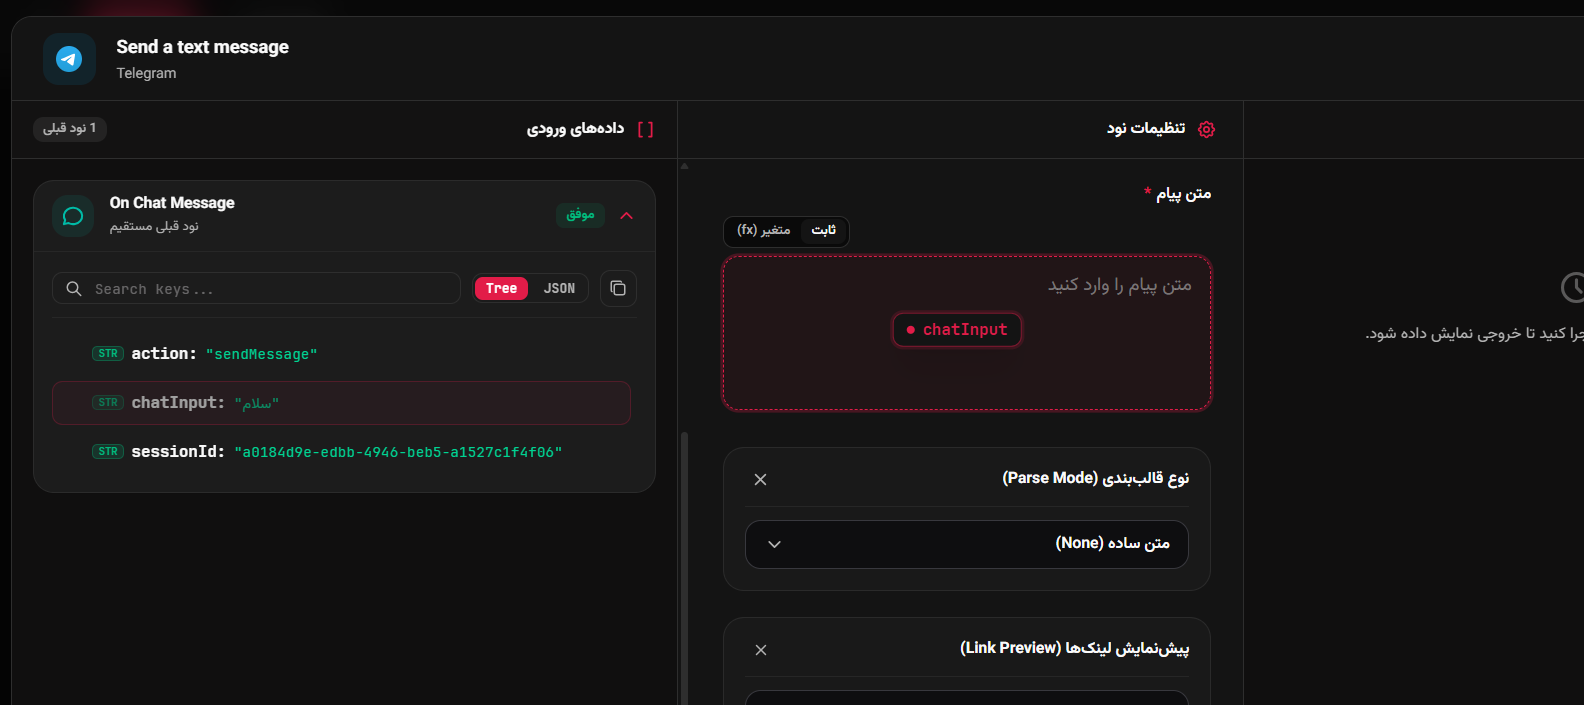 Send a text message
Telegram
1 نود قبلی
داده‌های ورودی
تنظیمات نود
On Chat Message
نود قبلی مستقیم
موفق
Search keys...
Tree
JSON
STR action: "sendMessage"
STR chatInput: "سلام"
STR sessionId: "a0184d9e-edbb-4946-beb5-a1527c1f4f06"
متن پیام *
ثابت
متغیر (fx)
متن پیام را وارد کنید
chatInput
نوع قالب‌بندی (Parse Mode)
متن ساده (None)
پیش‌نمایش لینک‌ها (Link Preview)
کنید تا خروجی نمایش داده شود.